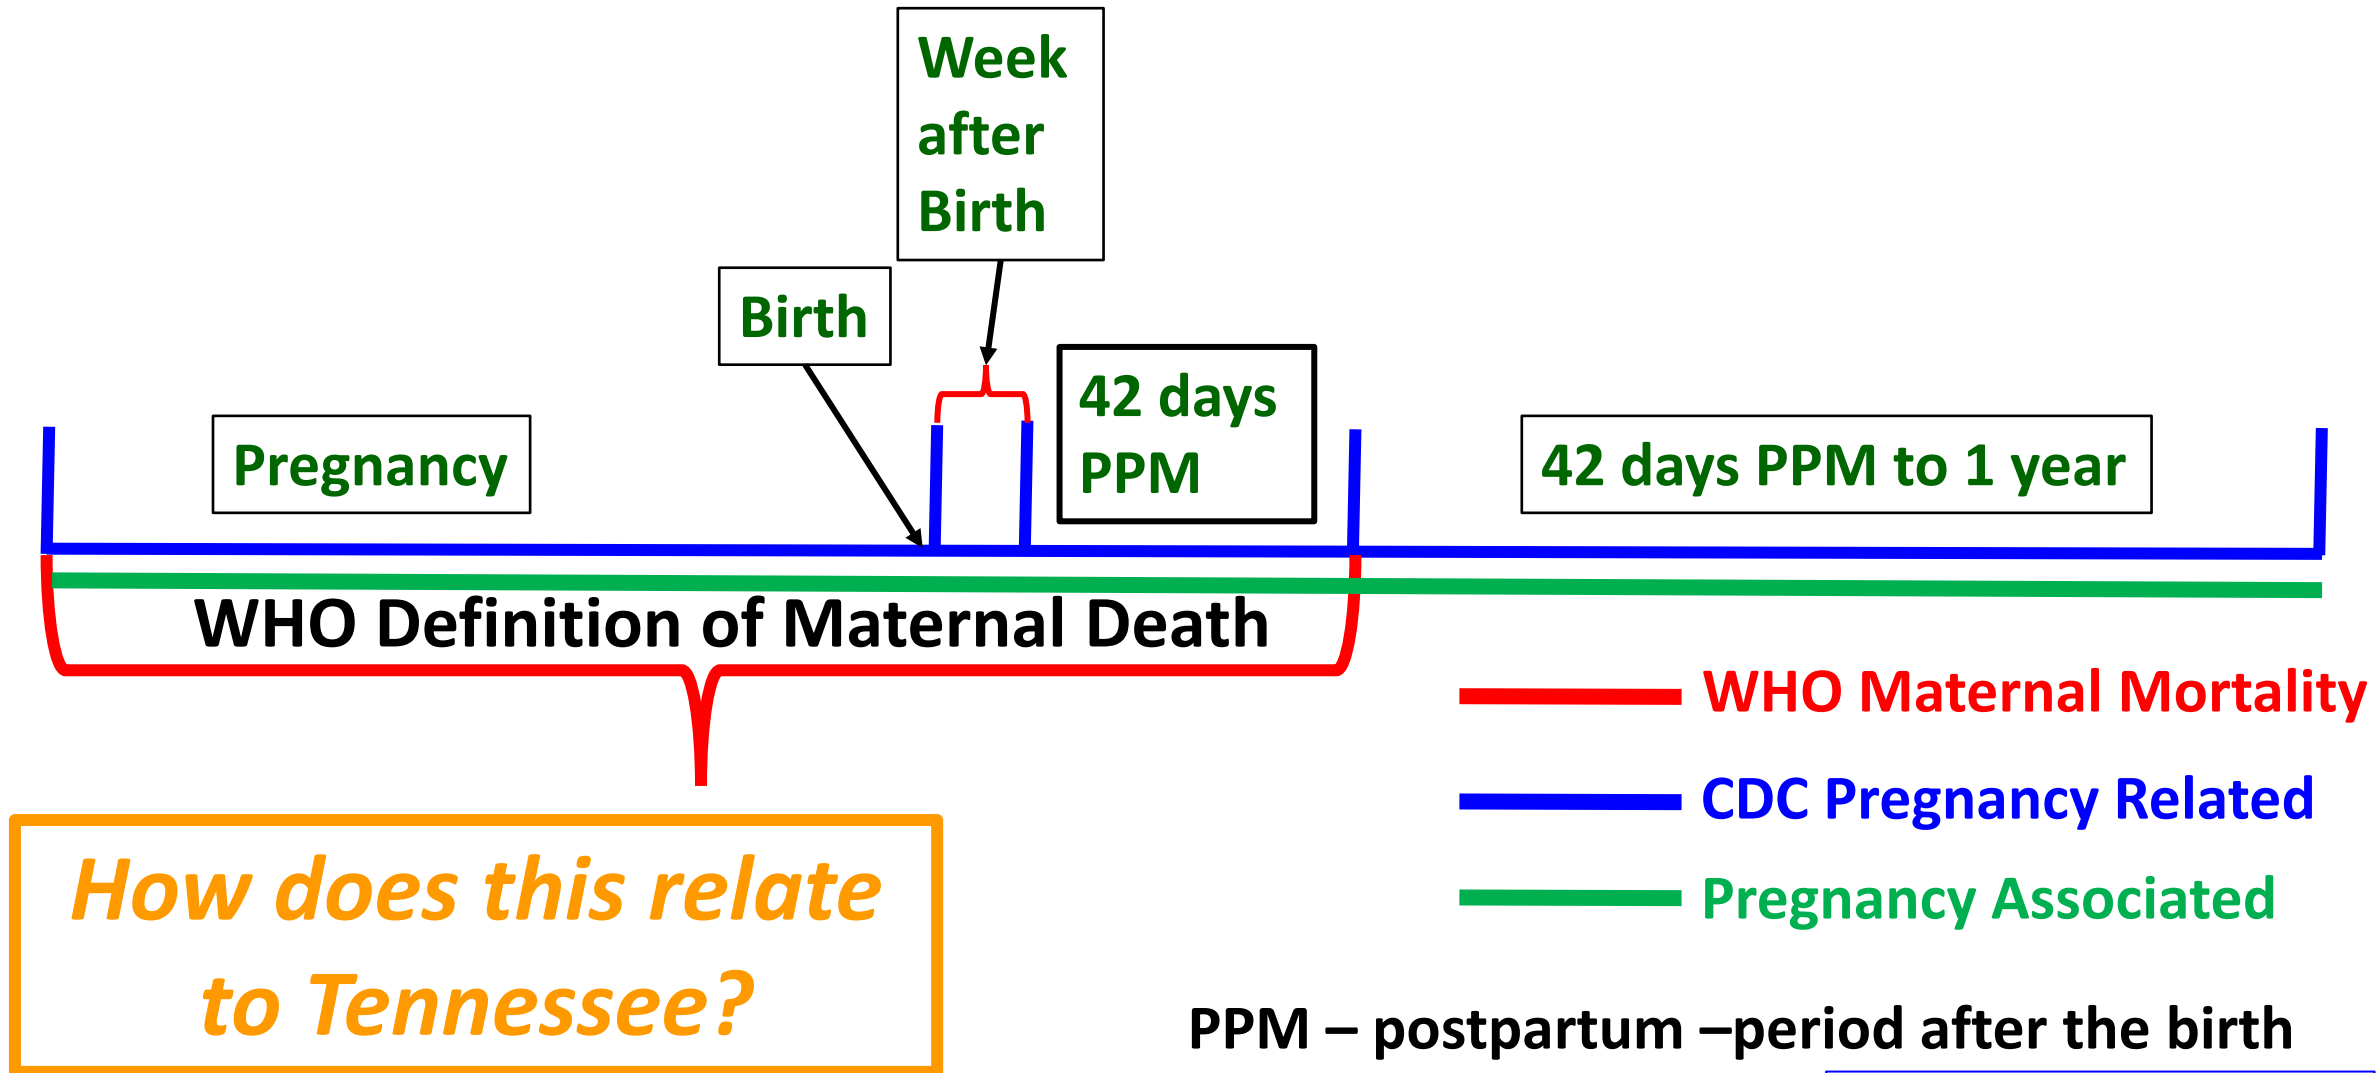 Week
after
Birth
Birth
42 days
PPM
Pregnancy
42 days PPM to 1 year
WHO Definition of Maternal Death
WHO Maternal Mortality
CDC Pregnancy Related
Pregnancy Associated
How does this relate
to Tennessee?
PPM – postpartum –period after the birth